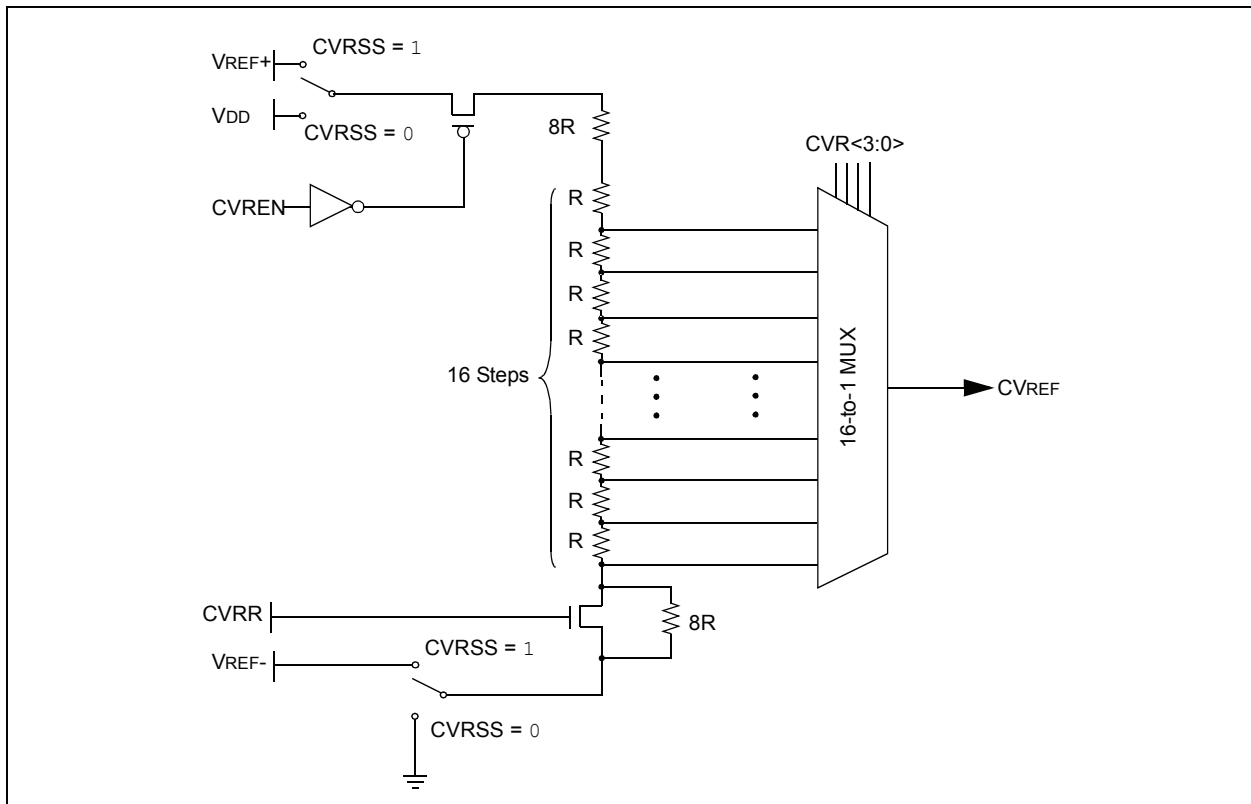 CVRSS = 1
VREF+
VDD
CVRSS = 0
8R
CVREN
CVR<3:0>
R
R
R
R
16 Steps
16-to-1 MUX
CVREF
R
R
R
CVRR
8R
CVRSS = 1
VREF-
CVRSS = 0